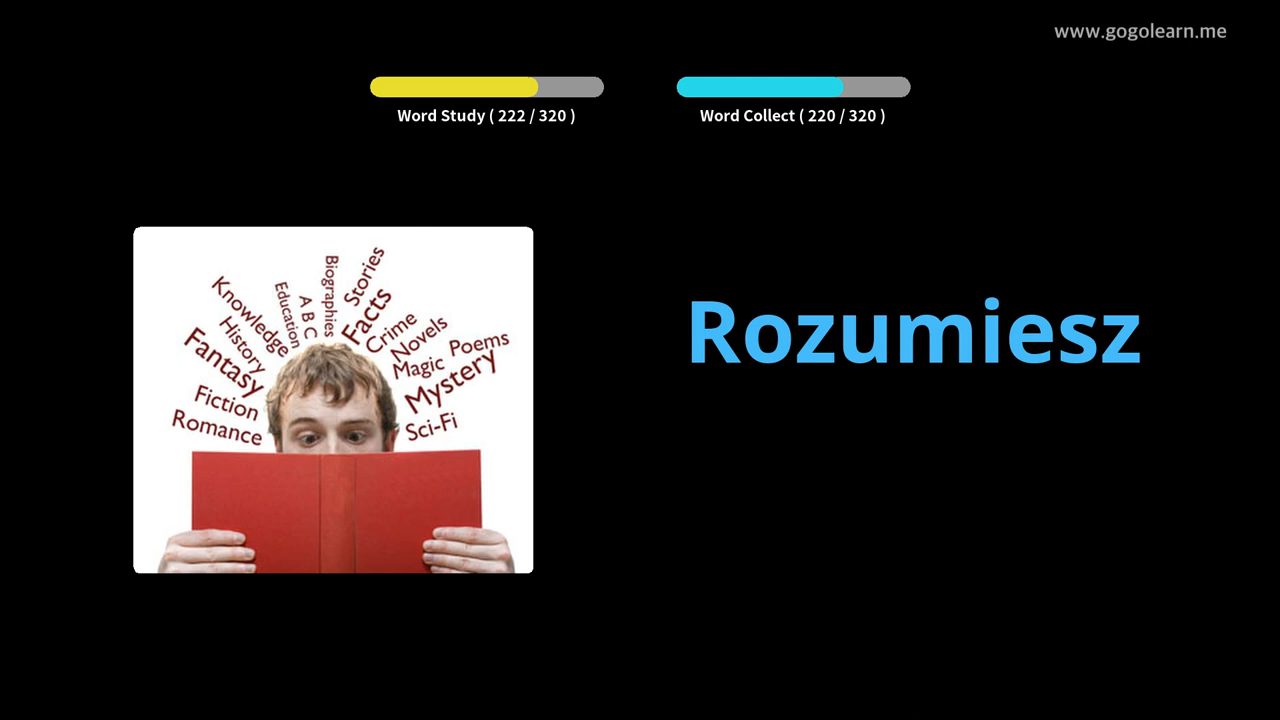 www.gogolearn.me
Word Study ( 222 / 320 )
Word Collect ( 220 / 320 )
Rozumiesz
Knowledge
History
Fantasy
Fiction
Romance
Education
A B C
Biographies
Stories
Facts
Crime
Novels
Magic
Poems
Mystery
Sci-Fi